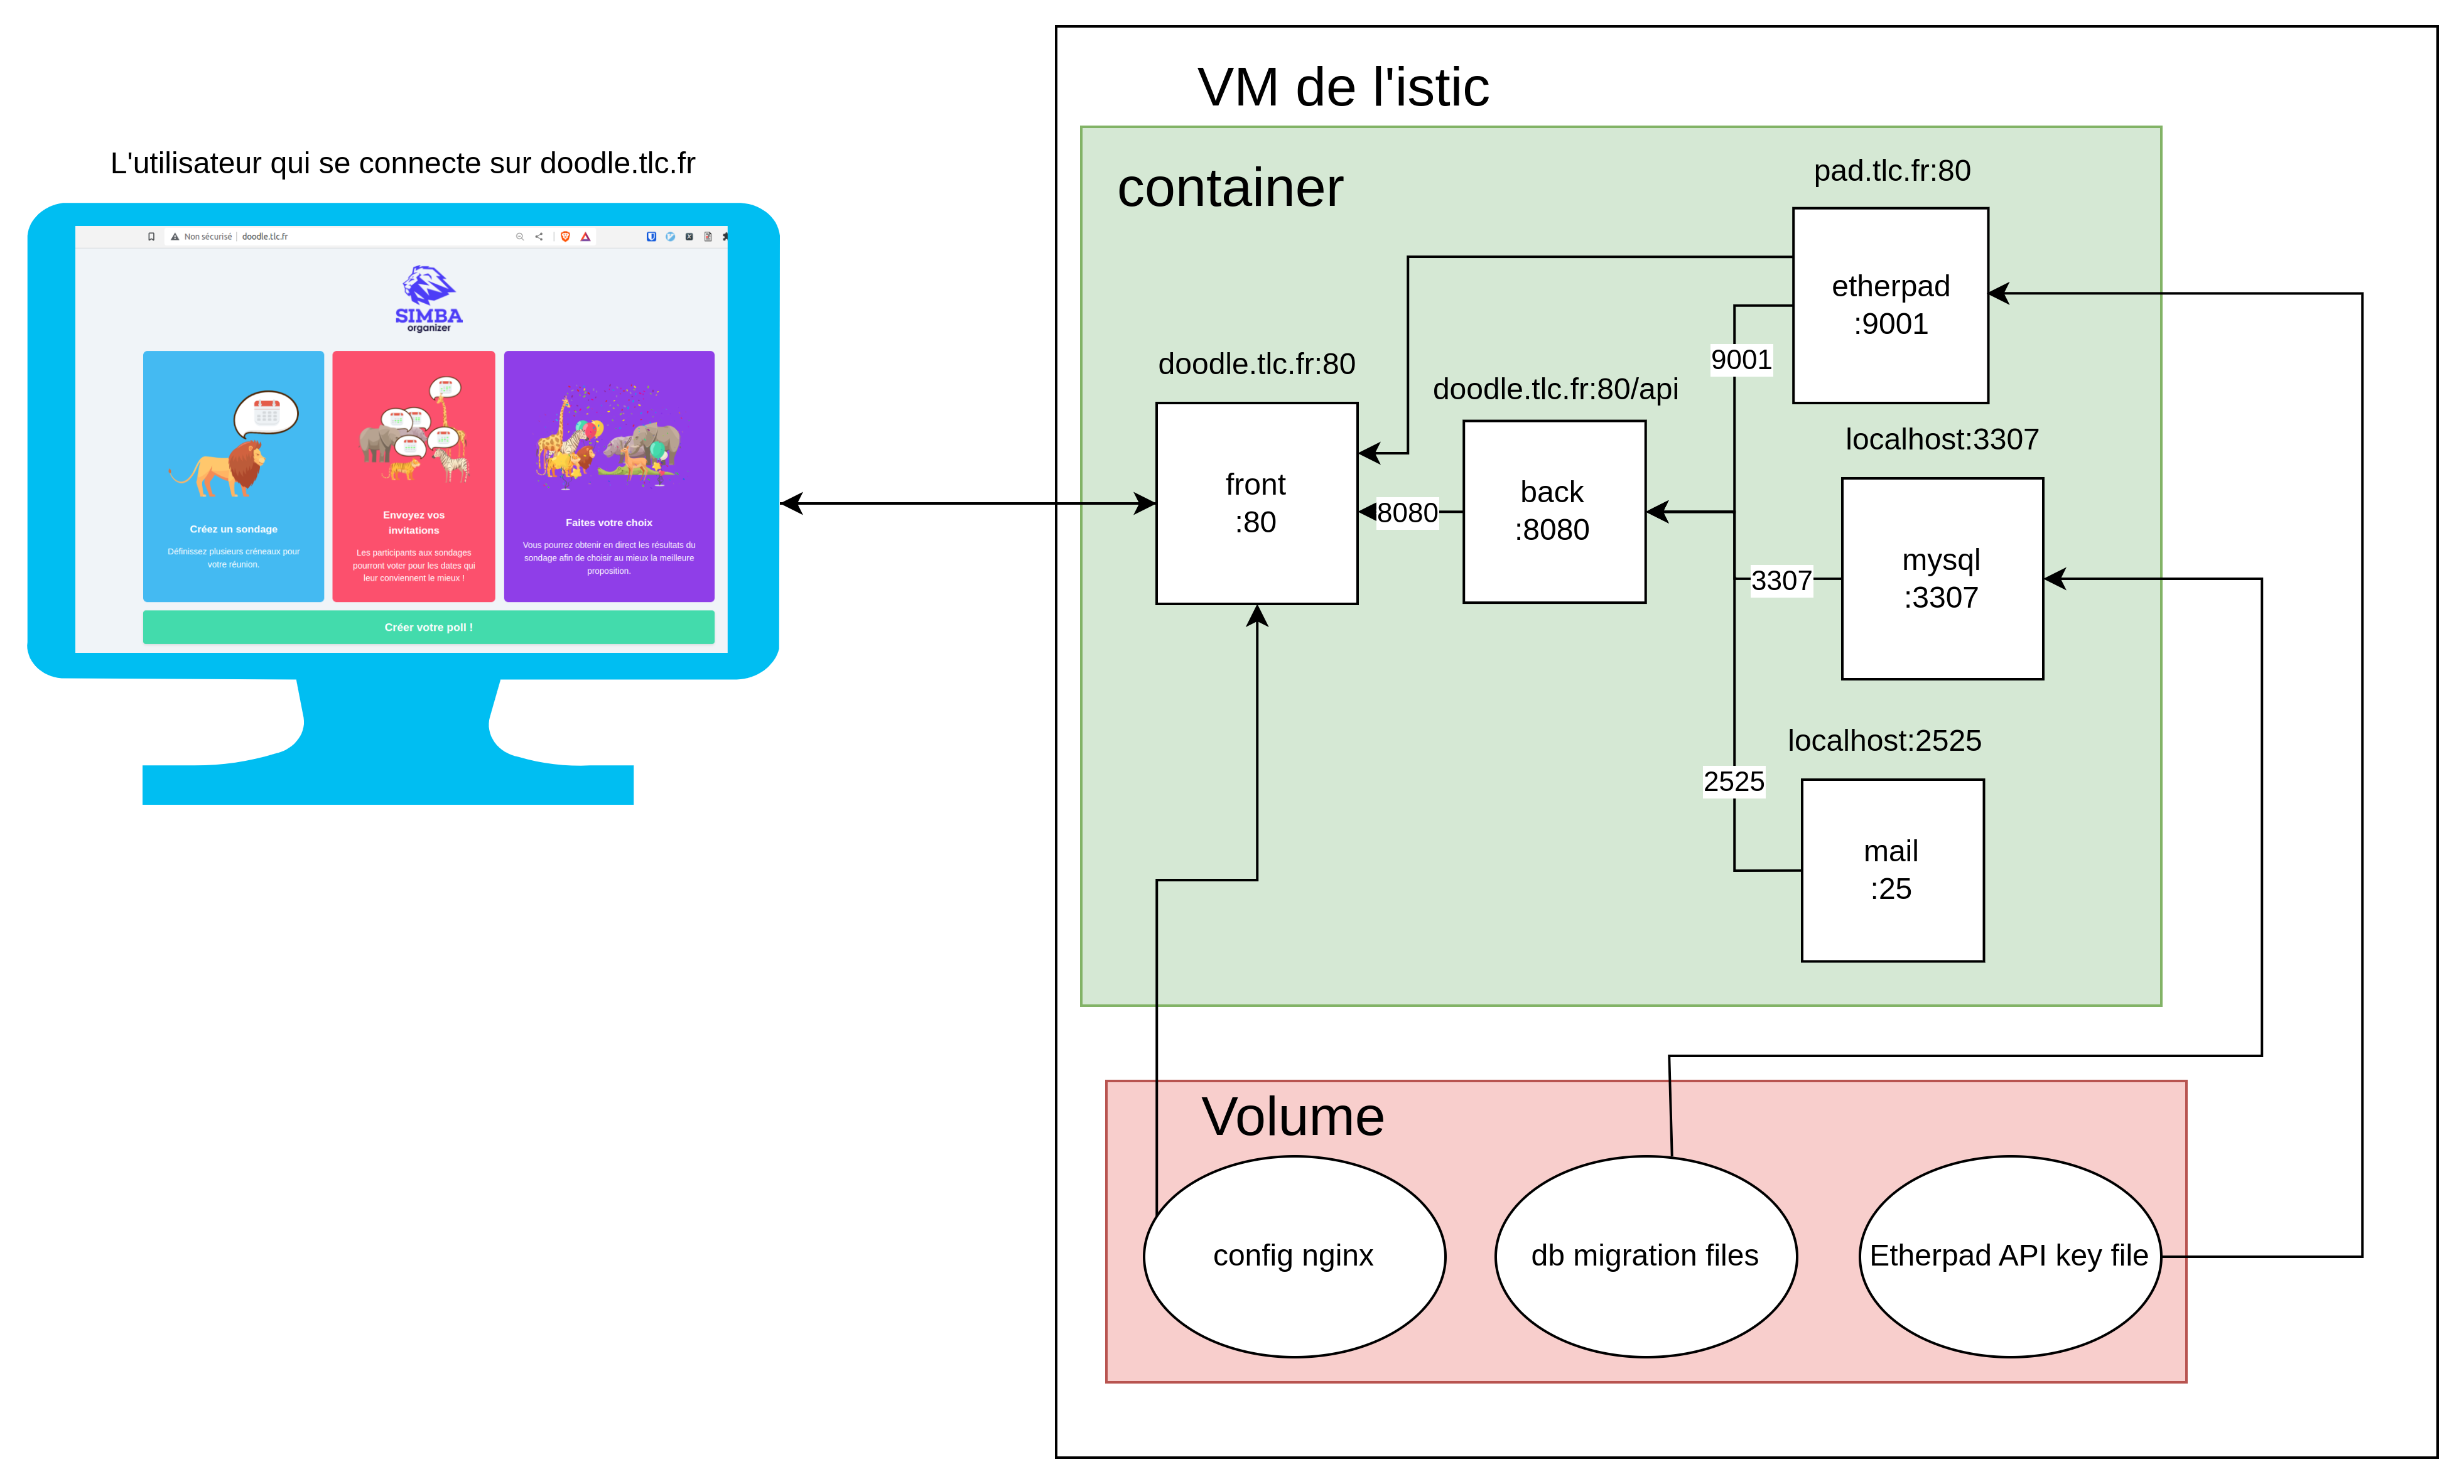 VM de l'istic
L'utilisateur qui se connecte sur doodle.tlc.fr
Non sécurisé | doodle.tlc.fr
SIMBA
organizer
Créez un sondage
Définissez plusieurs créneaux pour
votre réunion.
Envoyez vos
invitations
Les participants aux sondages
pourront voter pour les dates qui
leur conviennent le mieux !
Faites votre choix
Vous pourrez obtenir en direct les résultats du
sondage afin de choisir au mieux la meilleure
proposition.
Créer votre poll !
container
pad.tlc.fr:80
etherpad
:9001
9001
doodle.tlc.fr:80
front
:80
doodle.tlc.fr:80/api
8080
back
:8080
localhost:3307
3307
mysql
:3307
localhost:2525
2525
mail
:25
Volume
config nginx
db migration files
Etherpad API key file